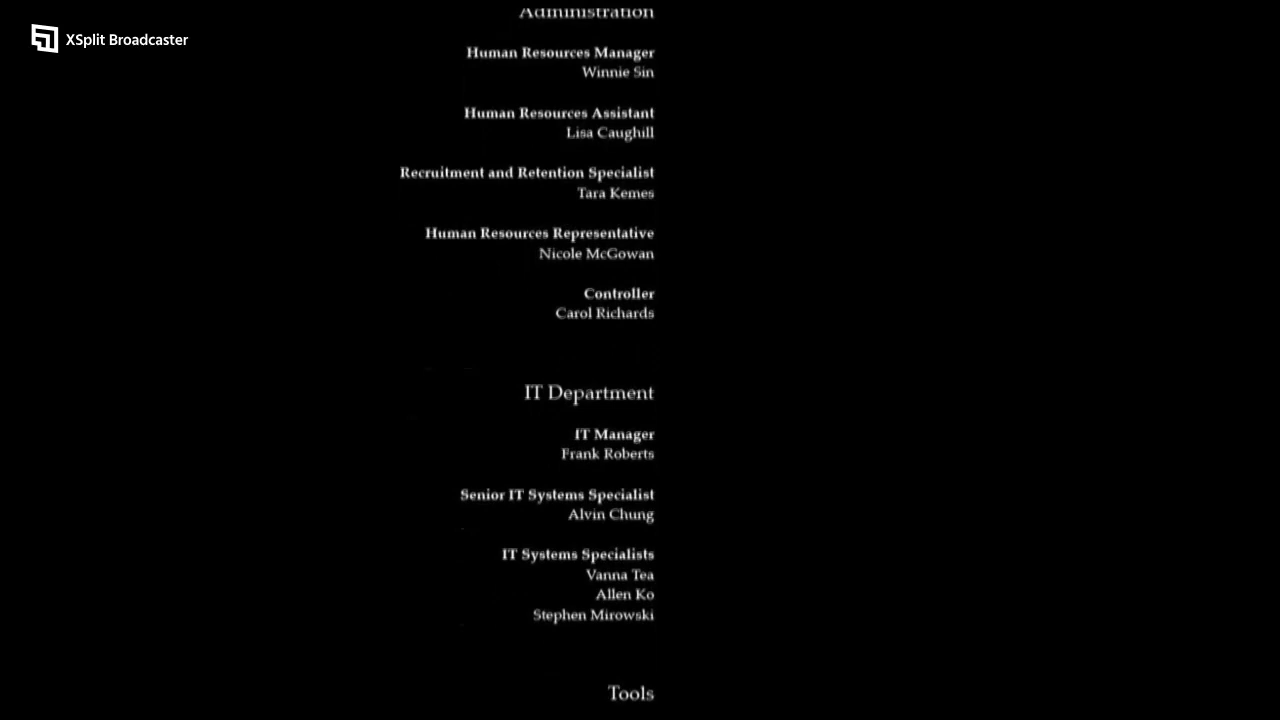 XSplit Broadcaster
Administration
Human Resources Manager
Winnie Sin
Human Resources Assistant
Lisa Caughill
Recruitment and Retention Specialist
Tara Kemes
Human Resources Representative
Nicole McGowan
Controller
Carol Richards
IT Department
IT Manager
Frank Roberts
Senior IT Systems Specialist
Alvin Chung
IT Systems Specialists
Vanna Tea
Allen Ko
Stephen Mirowski
Tools